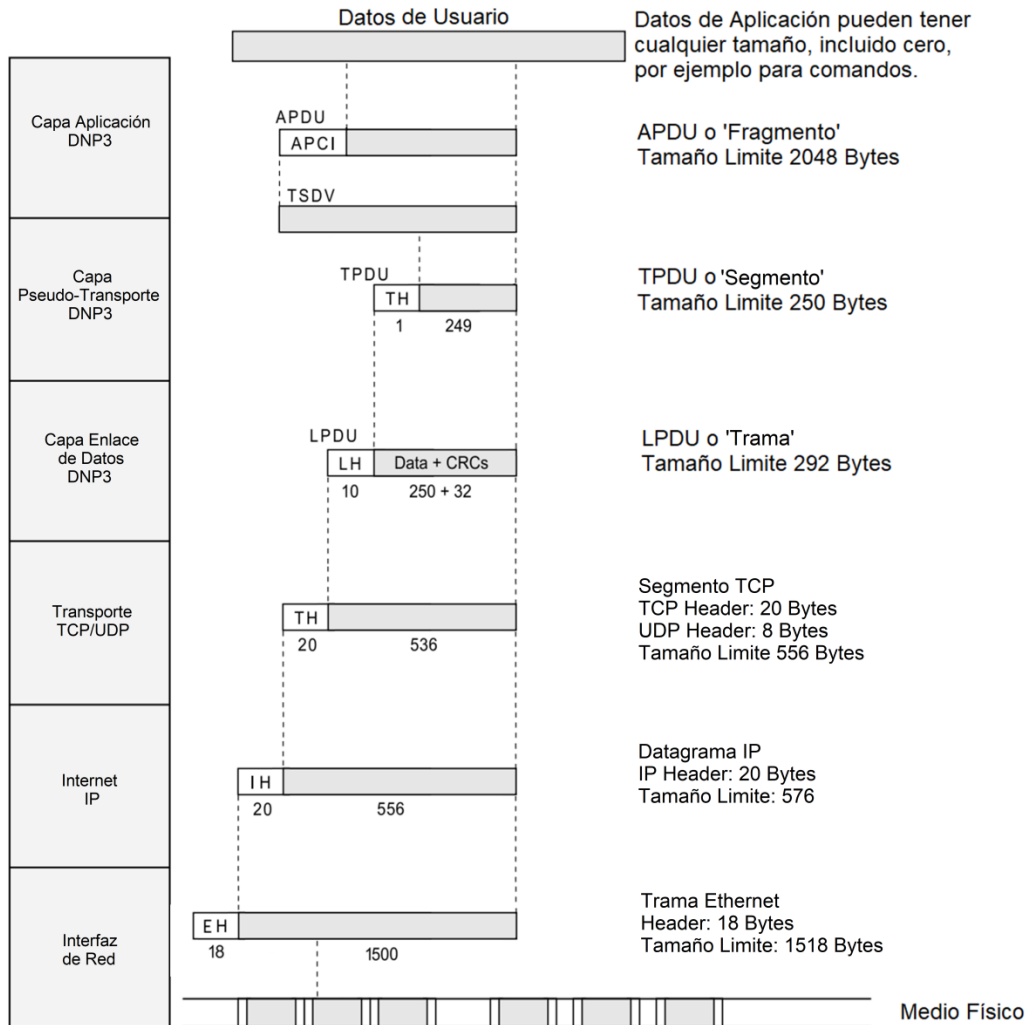 Datos de Usuario
Datos de Aplicación pueden tener
cualquier tamaño, incluido cero,
por ejemplo para comandos.
Capa Aplicación
DNP3
APDU
APCI
APDU o 'Fragmento'
Tamaño Limite 2048 Bytes
TSDV
Capa
Pseudo-Transporte
DNP3
TPDU
TH
1 249
TPDU o 'Segmento'
Tamaño Limite 250 Bytes
Capa Enlace
de Datos
DNP3
LPDU
LH Data + CRCs
10 250 + 32
LPDU o 'Trama'
Tamaño Limite 292 Bytes
Transporte
TCP/UDP
TH
20 536
Segmento TCP
TCP Header: 20 Bytes
UDP Header: 8 Bytes
Tamaño Limite 556 Bytes
Internet
IP
IH
20 556
Datagrama IP
IP Header: 20 Bytes
Tamaño Limite: 576
Interfaz
de Red
EH
18 1500
Trama Ethernet
Header: 18 Bytes
Tamaño Limite: 1518 Bytes
Medio Físico